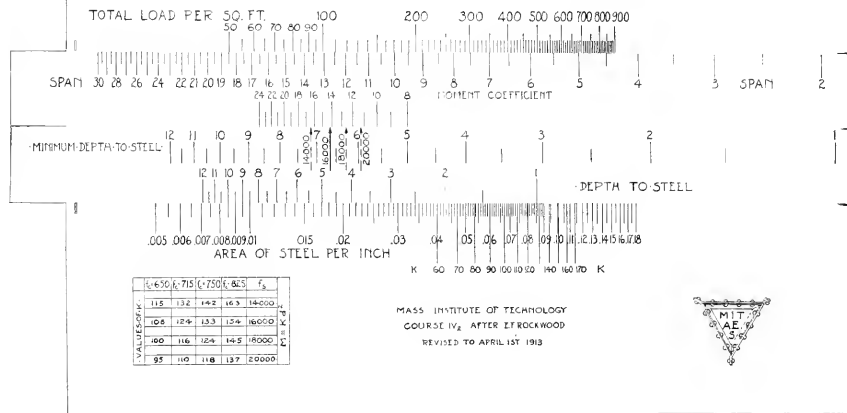 TOTAL LOAD PER SQ. FT.
50 60 70 80 90 100 200 300 400 500 600 700 800 900
SPAN 30 28 26 24 22 21 20 19 18 17 16 15 14 13 12 11 10 9 8 7 6 5 4 3 SPAN 2
24 22 20 18 16 14 12 10 8 MOMENT COEFFICIENT
·MINIMUM·DEPTH·TO·STEEL· 12 11 10 9 8 7 6 5 4 3 2 1
14000 16000 18000 20000
12 11 10 9 8 7 6 5 4 3 2 1 ·DEPTH TO·STEEL
.005 .006 .007 .008 .009 .01 .015 .02 .03 .04 .05 .06 .07 .08 .09 .10 .11 .12 .13 .14 .15 .16 .17 .18
AREA OF STEEL PER INCH
K 60 70 80 90 100 110 120 140 160 170 K
·VALUES OF·K·
fc=650 fc=715 fc=750 fc=825 fs
115 132 142 163 14000
108 124 133 154 16000
100 116 124 145 18000
95 110 118 137 20000
M=Kd²
MASS INSTITUTE OF TECHNOLOGY
COURSE IV₂ AFTER E.F.ROCKWOOD
REVISED TO APRIL 1ST 1913
MIT
AE.
S.